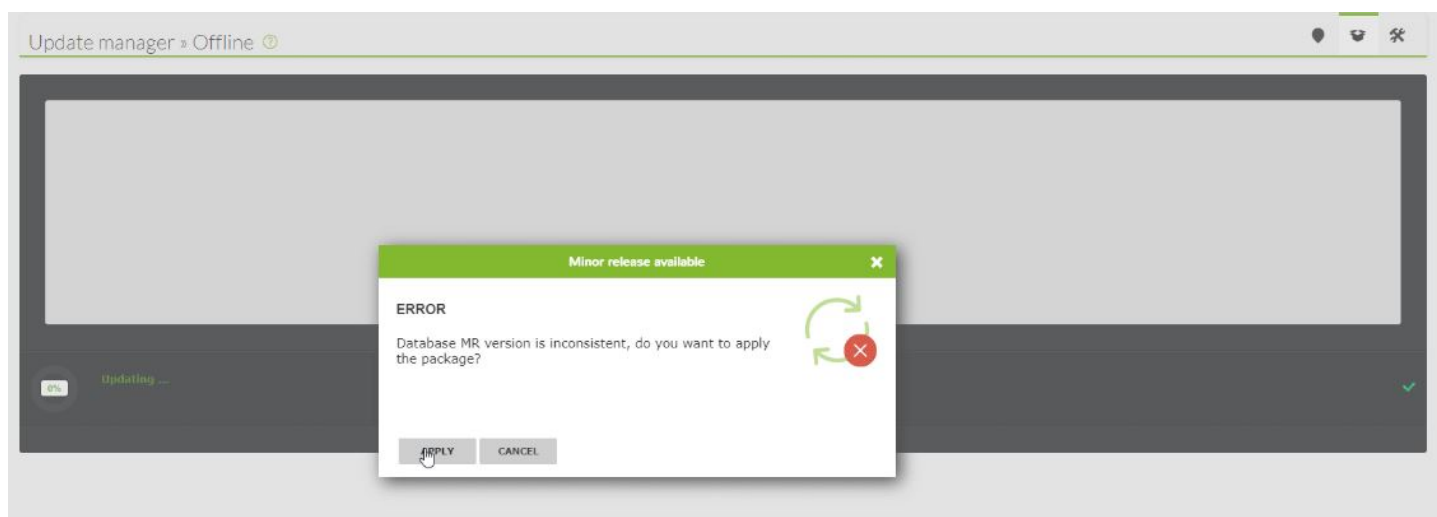 Update manager » Offline ?
Minor release available
ERROR
Database MR version is inconsistent, do you want to apply
the package?
0%
Updating ...
APPLY CANCEL